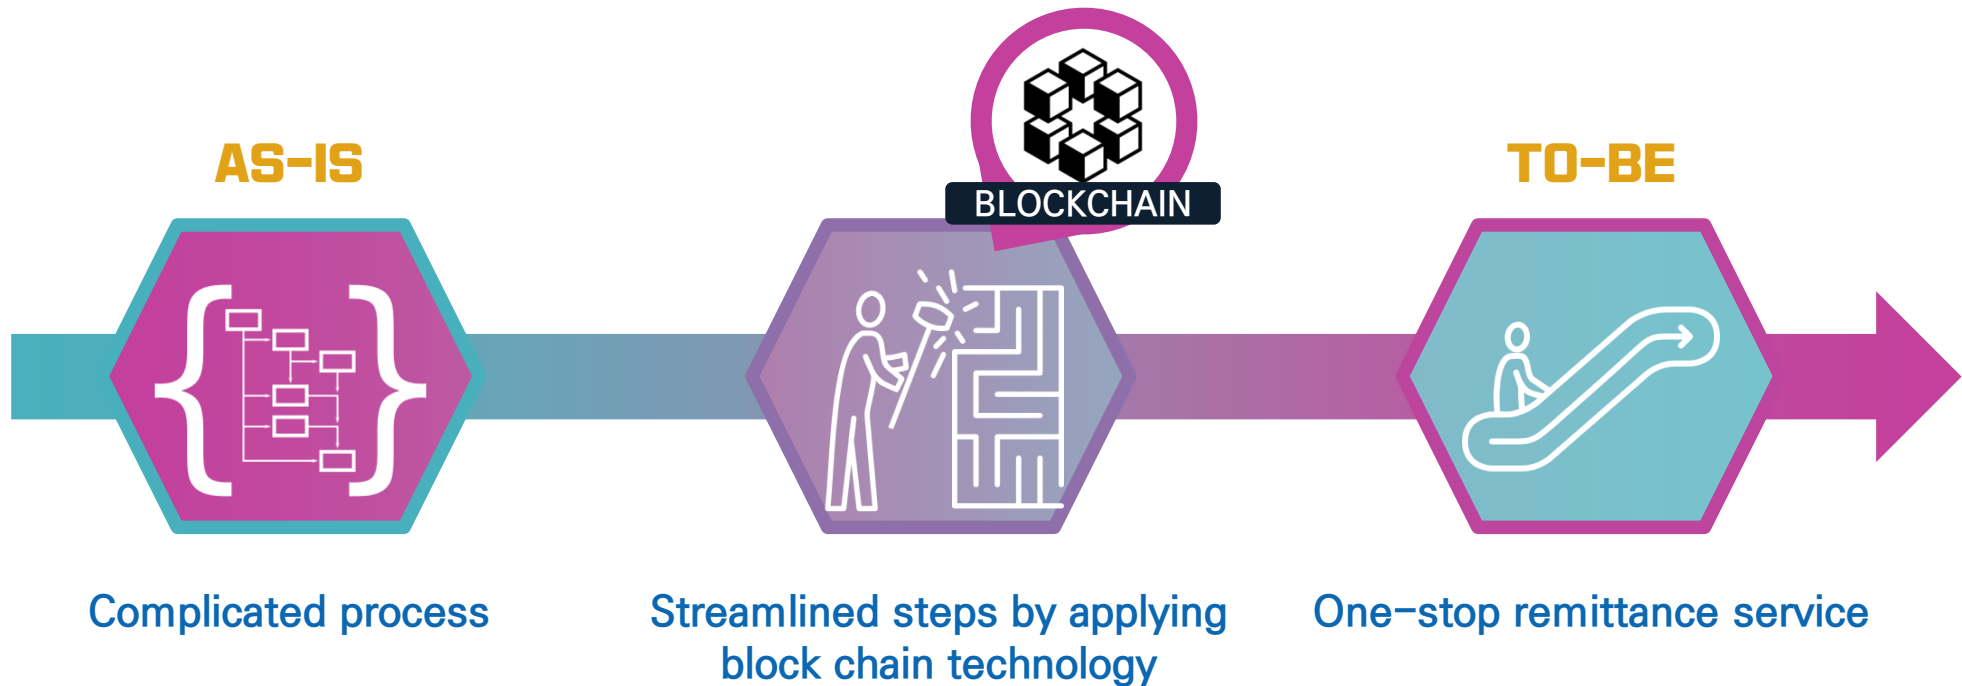 AS-IS
BLOCKCHAIN
TO-BE
Complicated process
Streamlined steps by applying
block chain technology
One-stop remittance service